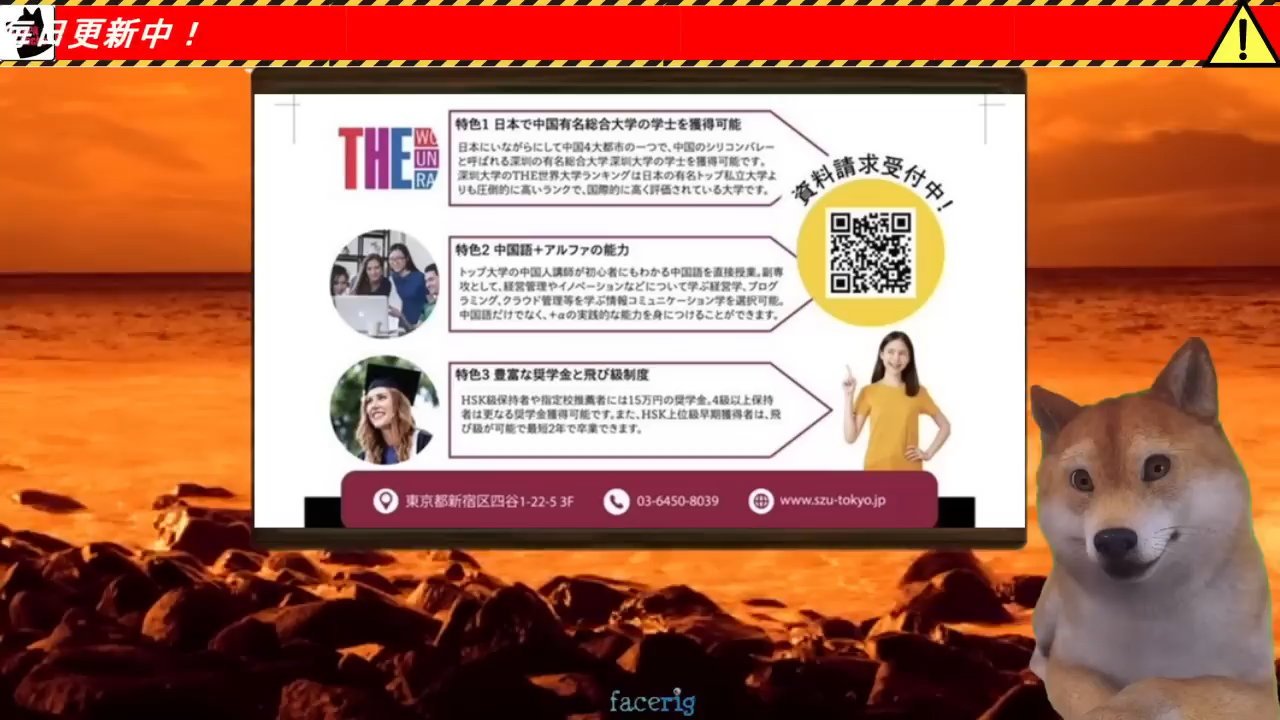 毎日更新中！
THE WO
UN
RA
特色1 日本で中国有名総合大学の学士を獲得可能
日本にいながらにして中国4大都市の一つで、中国のシリコンバレー
と呼ばれる深圳の有名総合大学深圳大学の学士を獲得可能です。
深圳大学のTHE世界大学ランキングは日本の有名トップ私立大学よ
りも圧倒的に高いランクで、国際的に高く評価されている大学です。
資料請求受付中!
特色2 中国語+アルファの能力
トップ大学の中国人講師が初心者にもわかる中国語を直接授業。副専
攻として、経営管理やイノベーションなどについて学ぶ経営学、プログ
ラミング、クラウド管理等を学ぶ情報コミュニケーション学を選択可能。
中国語だけでなく、+αの実践的な能力を身につけることができます。
特色3 豊富な奨学金と飛び級制度
HSK級保持者や指定校推薦者には15万円の奨学金。4級以上保持
者は更なる奨学金獲得可能です。また、HSK上位級早期獲得者は、飛
び級が可能で最短2年で卒業できます。
東京都新宿区四谷1-22-5 3F
03-6450-8039
www.szu-tokyo.jp
facerig